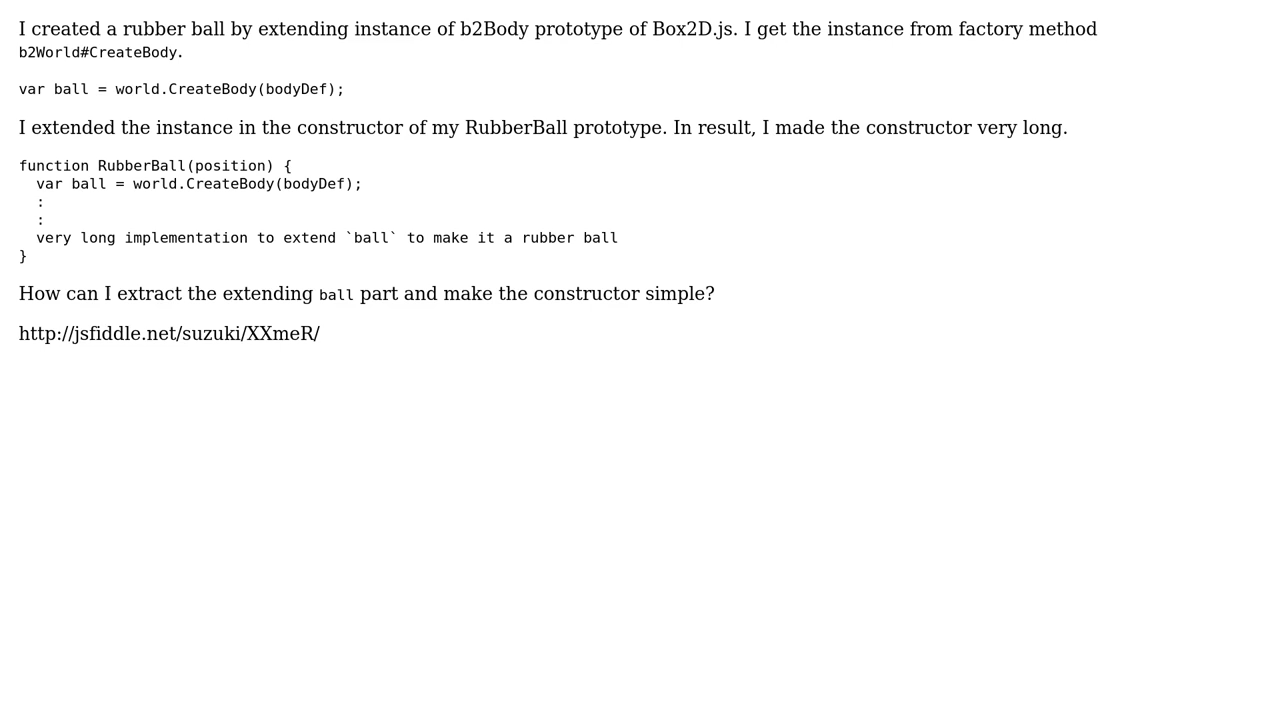 I created a rubber ball by extending instance of b2Body prototype of Box2D.js. I get the instance from factory method
b2World#CreateBody.
var ball = world.CreateBody(bodyDef);
I extended the instance in the constructor of my RubberBall prototype. In result, I made the constructor very long.
function RubberBall(position) {
  var ball = world.CreateBody(bodyDef);
  :
  :
  very long implementation to extend `ball` to make it a rubber ball
}
How can I extract the extending ball part and make the constructor simple?
http://jsfiddle.net/suzuki/XXmeR/